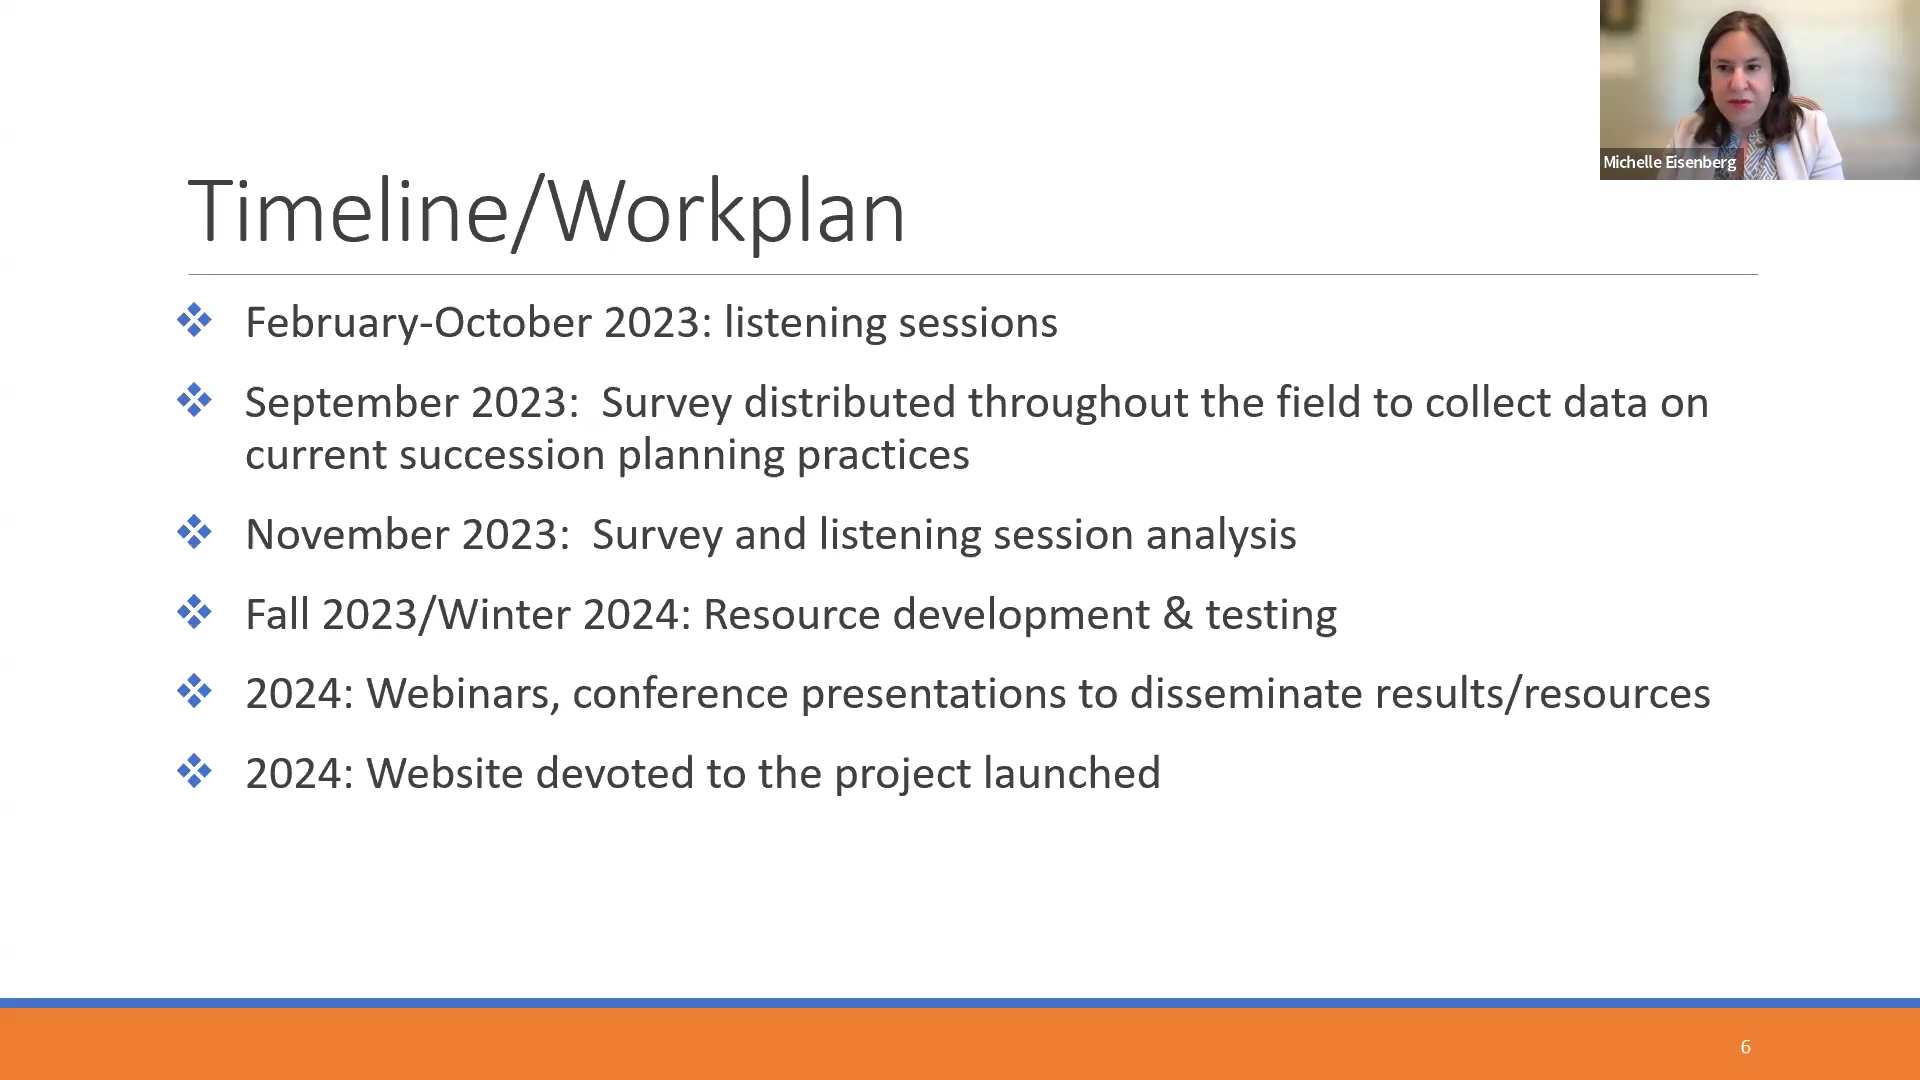 Michelle Eisenberg
Timeline/Workplan
February-October 2023: listening sessions
September 2023:  Survey distributed throughout the field to collect data on
current succession planning practices
November 2023:  Survey and listening session analysis
Fall 2023/Winter 2024: Resource development & testing
2024: Webinars, conference presentations to disseminate results/resources
2024: Website devoted to the project launched
6